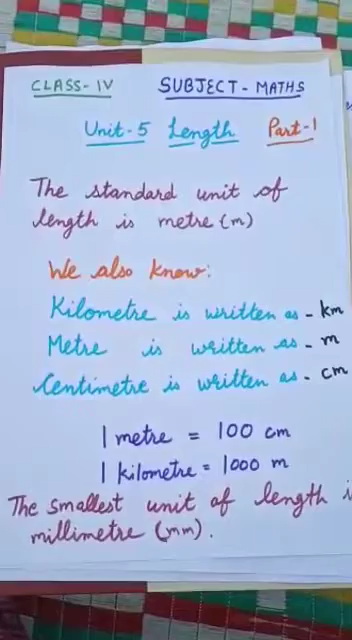 CLASS-IV SUBJECT-MATHS
Unit-5 Length Part-1
The standard unit of
length is metre (m)
We also know:
Kilometre is written as - km
Metre is written as - m
Centimetre is written as - cm
1 metre = 100 cm
1 kilometre = 1000 m
The smallest unit of length
millimetre (mm).